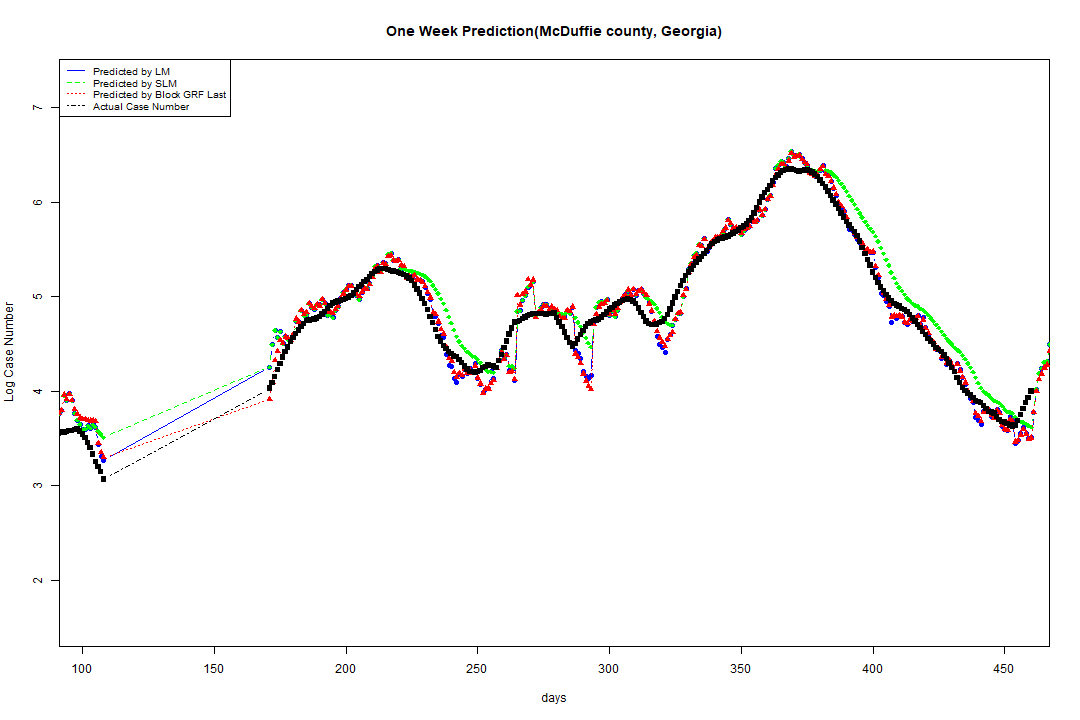 One Week Prediction(McDuffie county, Georgia)
Predicted by LM
Predicted by SLM
Predicted by Block GRF Last
Actual Case Number
Log Case Number
7
6
5
4
3
2
100 150 200 250 300 350 400 450
days